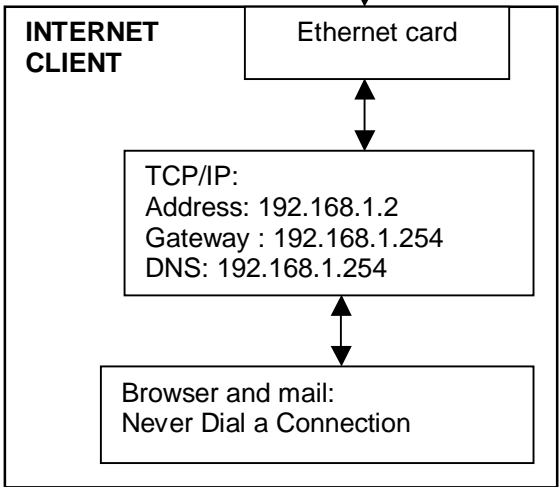 INTERNET
CLIENT
Ethernet card
TCP/IP:
Address: 192.168.1.2
Gateway : 192.168.1.254
DNS: 192.168.1.254
Browser and mail:
Never Dial a Connection